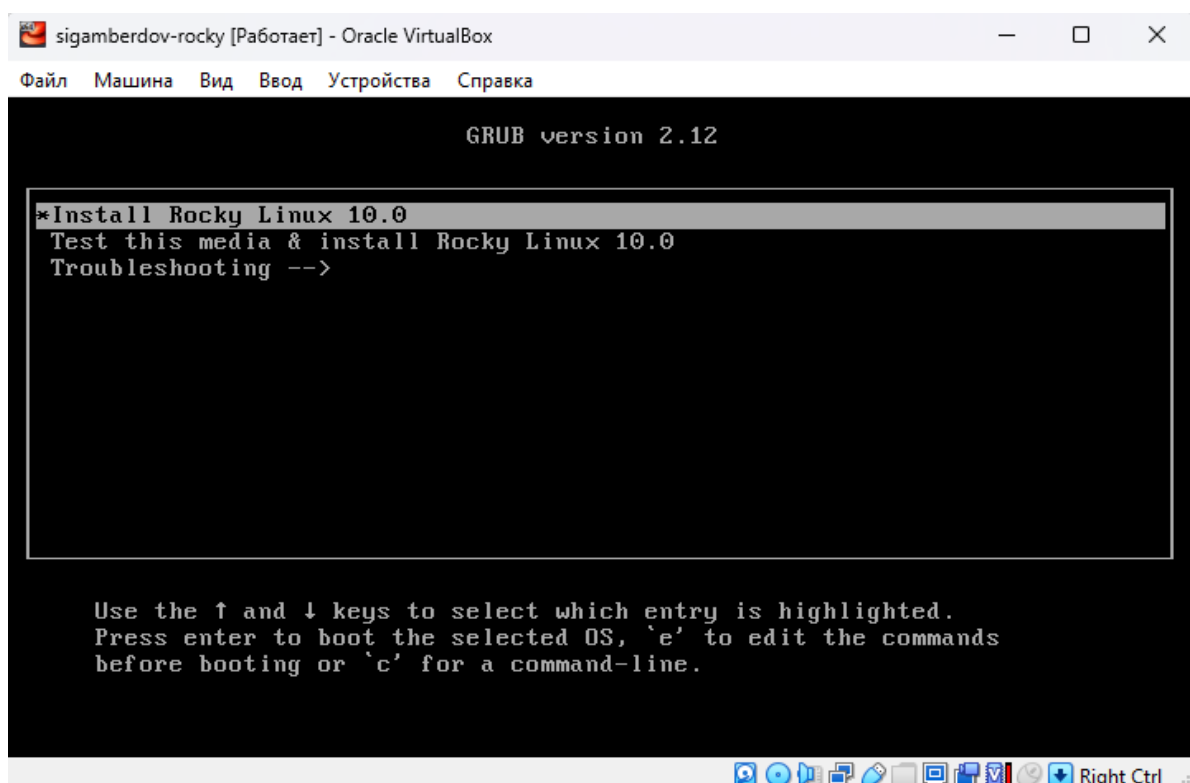 sigamberdov-rocky [Работает] - Oracle VirtualBox
Файл Машина Вид Ввод Устройства Справка
GRUB version 2.12
*Install Rocky Linux 10.0
Test this media & install Rocky Linux 10.0
Troubleshooting -->
Use the ↑ and ↓ keys to select which entry is highlighted.
Press enter to boot the selected OS, `e' to edit the commands
before booting or `c' for a command-line.
Right Ctrl